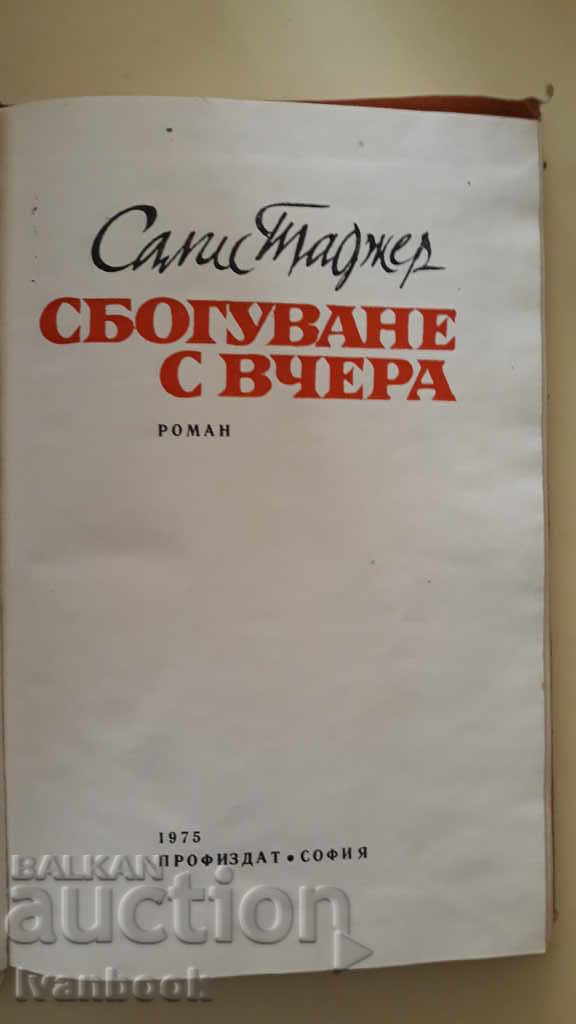 Сами Таджер
СБОГУВАНЕ
С ВЧЕРА
РОМАН
1975
ПРОФИЗДАТ • СОФИЯ
BALKAN
auction
Ivanbook